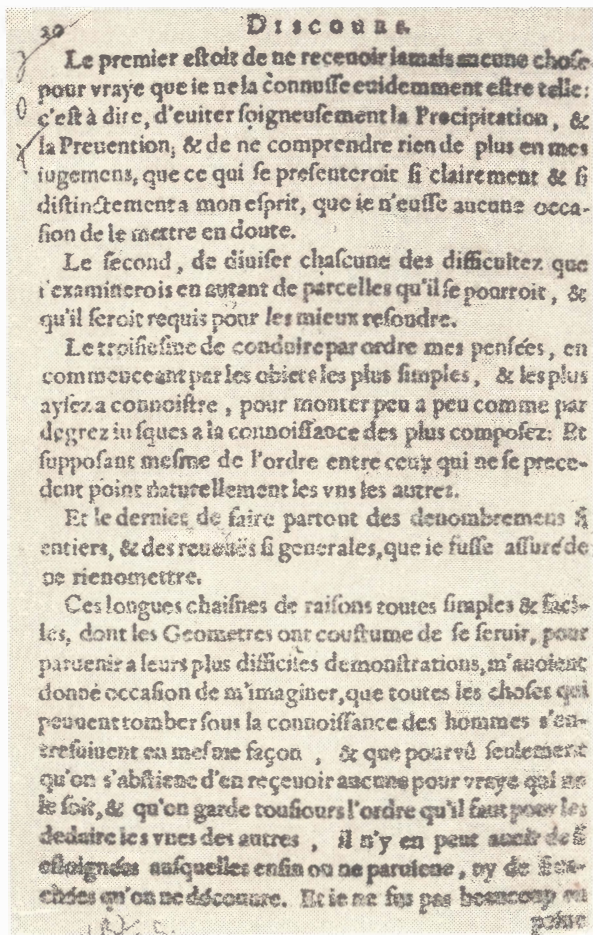 20 DISCOURS.
Le premier estoit de ne receuoir iamais aucune chose
pour vraye que ie ne la connusse euidemment estre telle:
c'est à dire, d'euiter soigneusement la Precipitation, &
la Preuention; & de ne comprendre rien de plus en mes
iugemens, que ce qui se presenteroit si clairement & si
distinctement a mon esprit, que ie n'eusse aucune occa-
sion de le mettre en doute.
Le second, de diuiser chascune des difficultez que
i'examinerois en autant de parcelles qu'il se pourroit, &
qu'il seroit requis pour les mieux resoudre.
Le troisiesme de conduire par ordre mes pensées, en
commenceant par les obiets les plus simples, & les plus
aysez a connoistre, pour monter peu a peu comme par
degrez iusques a la connoissance des plus composez: Et
supposant mesme de l'ordre entre ceux qui ne se prece-
dent point naturellement les vns les autres.
Et le dernier de faire partout des denombremens si
entiers, & des reueuës si generales, que ie fusse assuré de
ne rien omettre.
Ces longues chaisnes de raisons toutes simples & faci-
les, dont les Geometres ont coustume de se seruir, pour
paruenir a leurs plus difficiles demonstrations, m'auoient
donné occasion de m'imaginer, que toutes les choses qui
peuuent tomber sous la connoissance des hommes s'en-
tresuiuent en mesme façon, & que pourvû seulement
qu'on s'abstiene d'en receuoir aucune pour vraye qui ne
le soit, & qu'on garde tousiours l'ordre qu'il faut pour les
deduire les vnes des autres, il n'y en peut auoir de si
esloignées ausquelles enfin on ne paruiene, ny de si ca-
chées qu'on ne découure. Et ie ne fus pas beaucoup en
peine